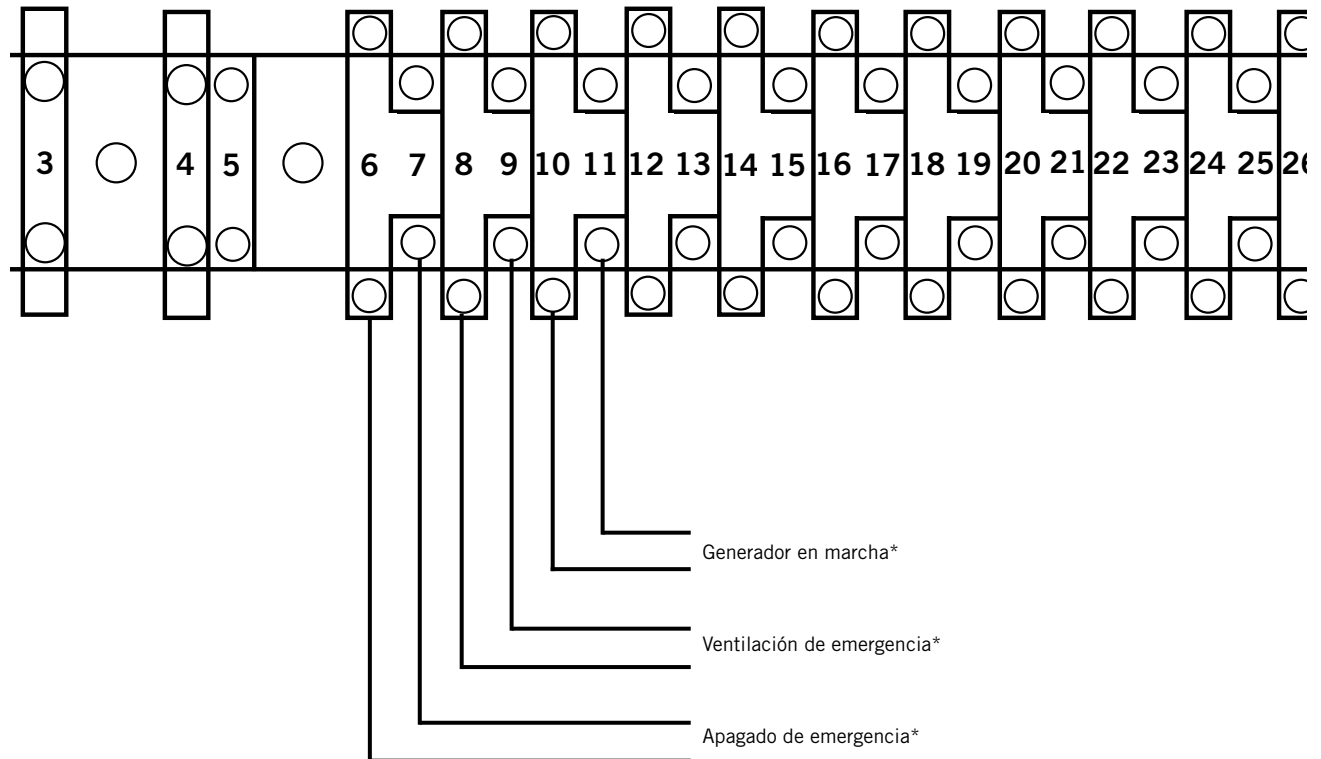 3 4 5 6 7 8 9 10 11 12 13 14 15 16 17 18 19 20 21 22 23 24 25 26
Generador en marcha*
Ventilación de emergencia*
Apagado de emergencia*